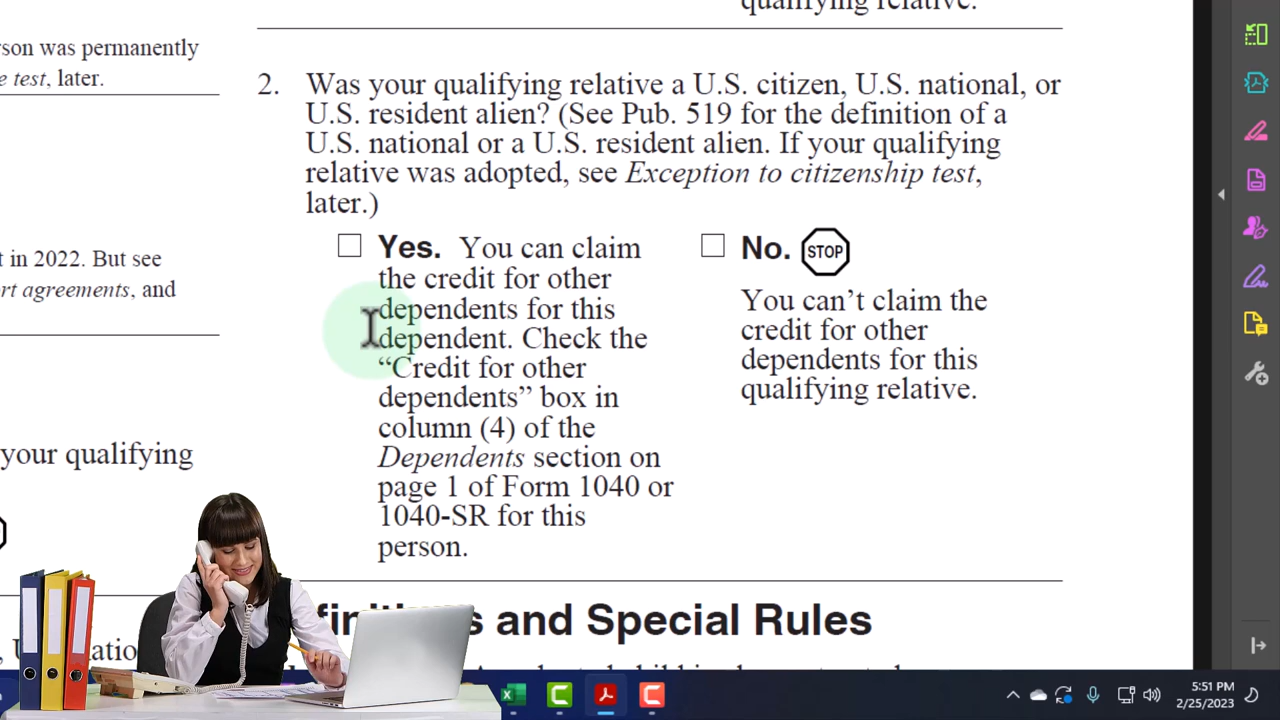 qualifying relative.
rson was permanently
e test, later.
2. Was your qualifying relative a U.S. citizen, U.S. national, or
U.S. resident alien? (See Pub. 519 for the definition of a
U.S. national or a U.S. resident alien. If your qualifying
relative was adopted, see Exception to citizenship test,
later.)
t in 2022. But see
rt agreements, and
Yes. You can claim
the credit for other
dependents for this
dependent. Check the
“Credit for other
dependents” box in
column (4) of the
Dependents section on
page 1 of Form 1040 or
1040-SR for this
person.
No. STOP
You can’t claim the
credit for other
dependents for this
qualifying relative.
your qualifying
finitions and Special Rules
5:51 PM
2/25/2023